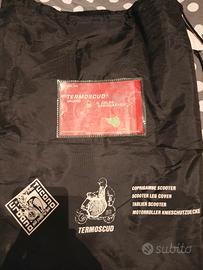 TERMOSCUD
TUCANO
URBANO
TERMOSCUD
COPRIGAMBE SCOOTER
SCOOTER LEG COVER
TABLIER SCOOTER
MOTORROLLER KNIESCHUTZDECKE
subito